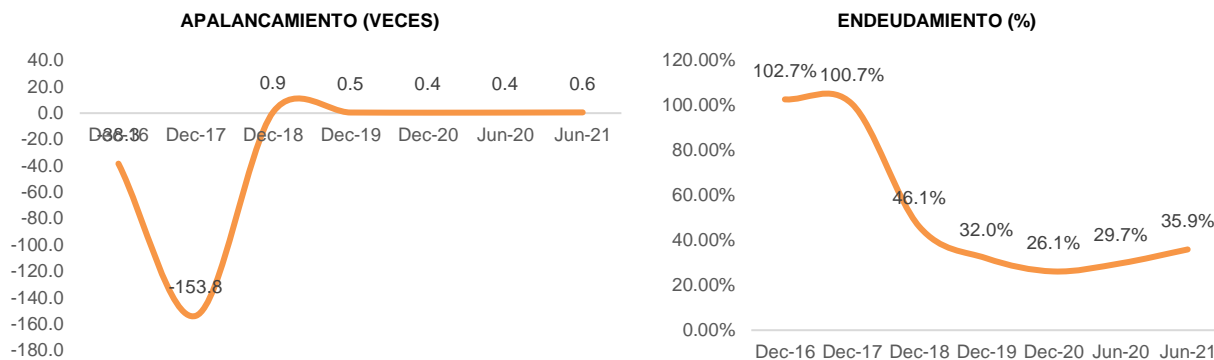 APALANCAMIENTO (VECES)
40.0
20.0
0.0
-20.0
-40.0
-60.0
-80.0
-100.0
-120.0
-140.0
-160.0
-180.0
-38.3
-153.8
0.9
0.5
0.4
0.4
0.6
Dec-16
Dec-17
Dec-18
Dec-19
Dec-20
Jun-20
Jun-21
ENDEUDAMIENTO (%)
120.00%
100.00%
80.00%
60.00%
40.00%
20.00%
0.00%
102.7%
100.7%
46.1%
32.0%
26.1%
29.7%
35.9%
Dec-16
Dec-17
Dec-18
Dec-19
Dec-20
Jun-20
Jun-21